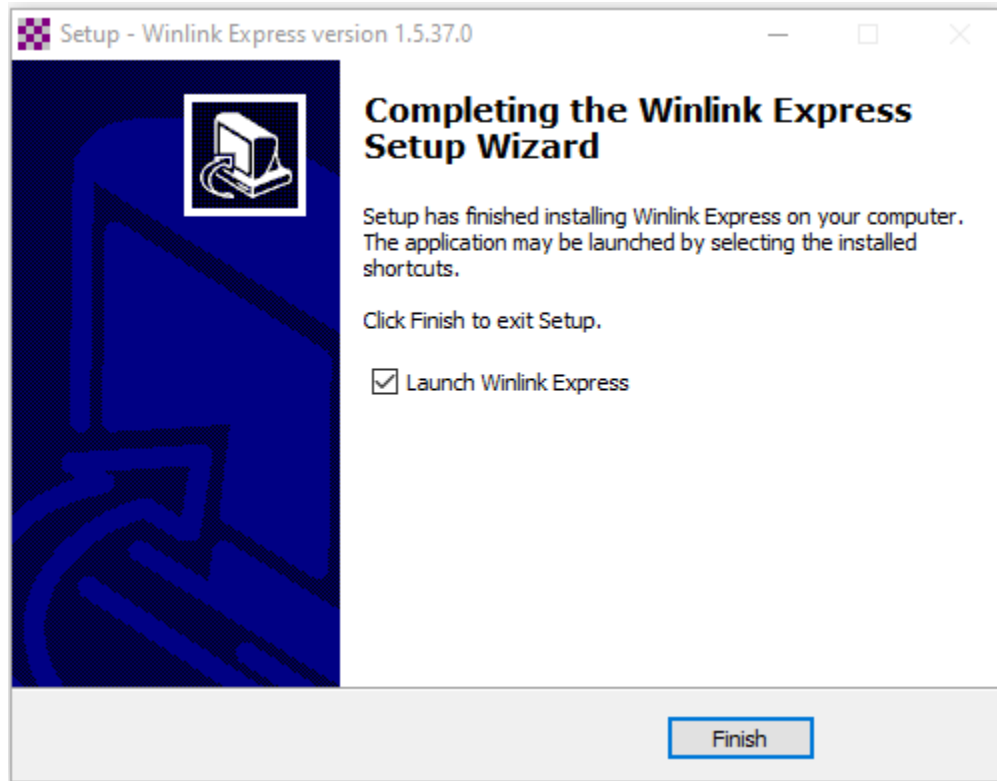 Setup - Winlink Express version 1.5.37.0
Completing the Winlink Express
Setup Wizard
Setup has finished installing Winlink Express on your computer.
The application may be launched by selecting the installed
shortcuts.
Click Finish to exit Setup.
Launch Winlink Express
Finish